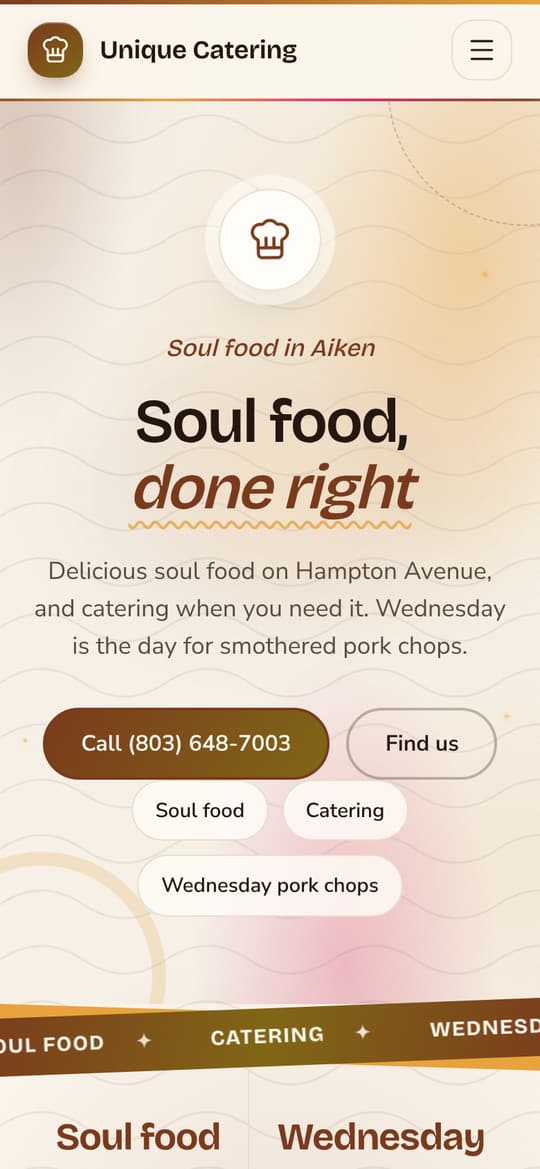 Unique Catering
Soul food in Aiken
Soul food,
done right
Delicious soul food on Hampton Avenue,
and catering when you need it. Wednesday
is the day for smothered pork chops.
Call (803) 648-7003
Find us
Soul food
Catering
Wednesday pork chops
OUL FOOD ✦ CATERING ✦ WEDNESD
Soul food
Wednesday